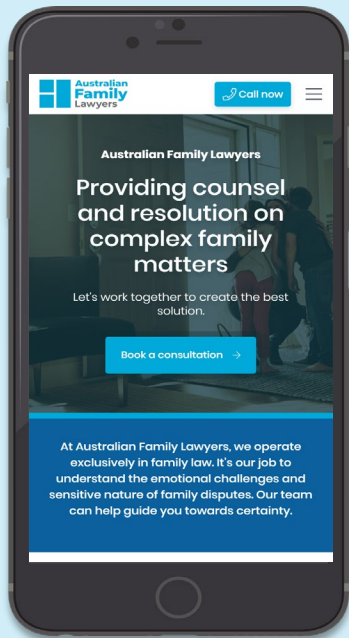 Australian
Family
Lawyers
Call now
Australian Family Lawyers
Providing counsel
and resolution on
complex family
matters
Let's work together to create the best
solution.
Book a consultation →
At Australian Family Lawyers, we operate
exclusively in family law. It's our job to
understand the emotional challenges and
sensitive nature of family disputes. Our team
can help guide you towards certainty.